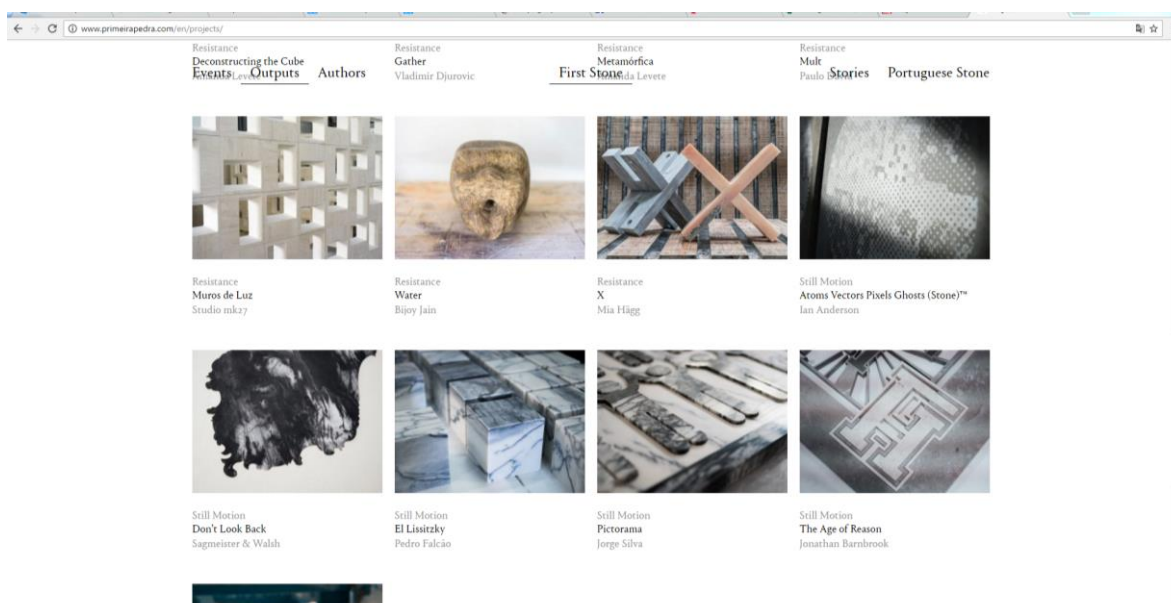 www.primeirapedra.com/en/projects/
Resistance
Deconstructing the Cube
Resistance
Gather
Vladimir Djurovic
Resistance
Metamórfica
Levete
Resistance
Mult
Paulo
Events Outputs Authors
First Stone
Stories Portuguese Stone
Resistance
Muros de Luz
Studio mk27
Resistance
Water
Bijoy Jain
Resistance
X
Mia Hägg
Still Motion
Atoms Vectors Pixels Ghosts (Stone)™
Ian Anderson
Still Motion
Don't Look Back
Sagmeister & Walsh
Still Motion
El Lissitzky
Pedro Falcão
Still Motion
Pictorama
Jorge Silva
Still Motion
The Age of Reason
Jonathan Barnbrook